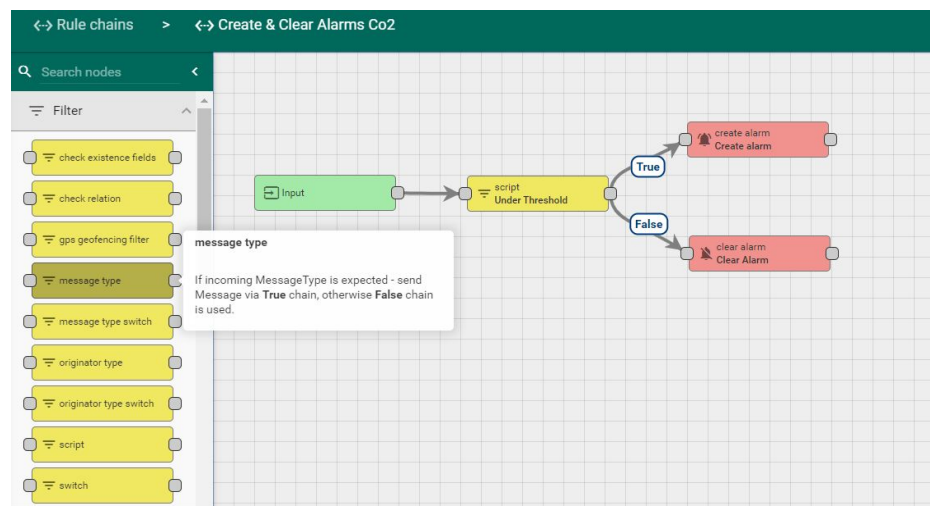 Rule chains > Create & Clear Alarms Co2
Search nodes
Filter
check existence fields
check relation
gps geofencing filter
message type
message type switch
originator type
originator type switch
script
switch
message type
If incoming MessageType is expected - send
Message via True chain, otherwise False chain
is used.
Input
script
Under Threshold
True
False
create alarm
Create alarm
clear alarm
Clear Alarm